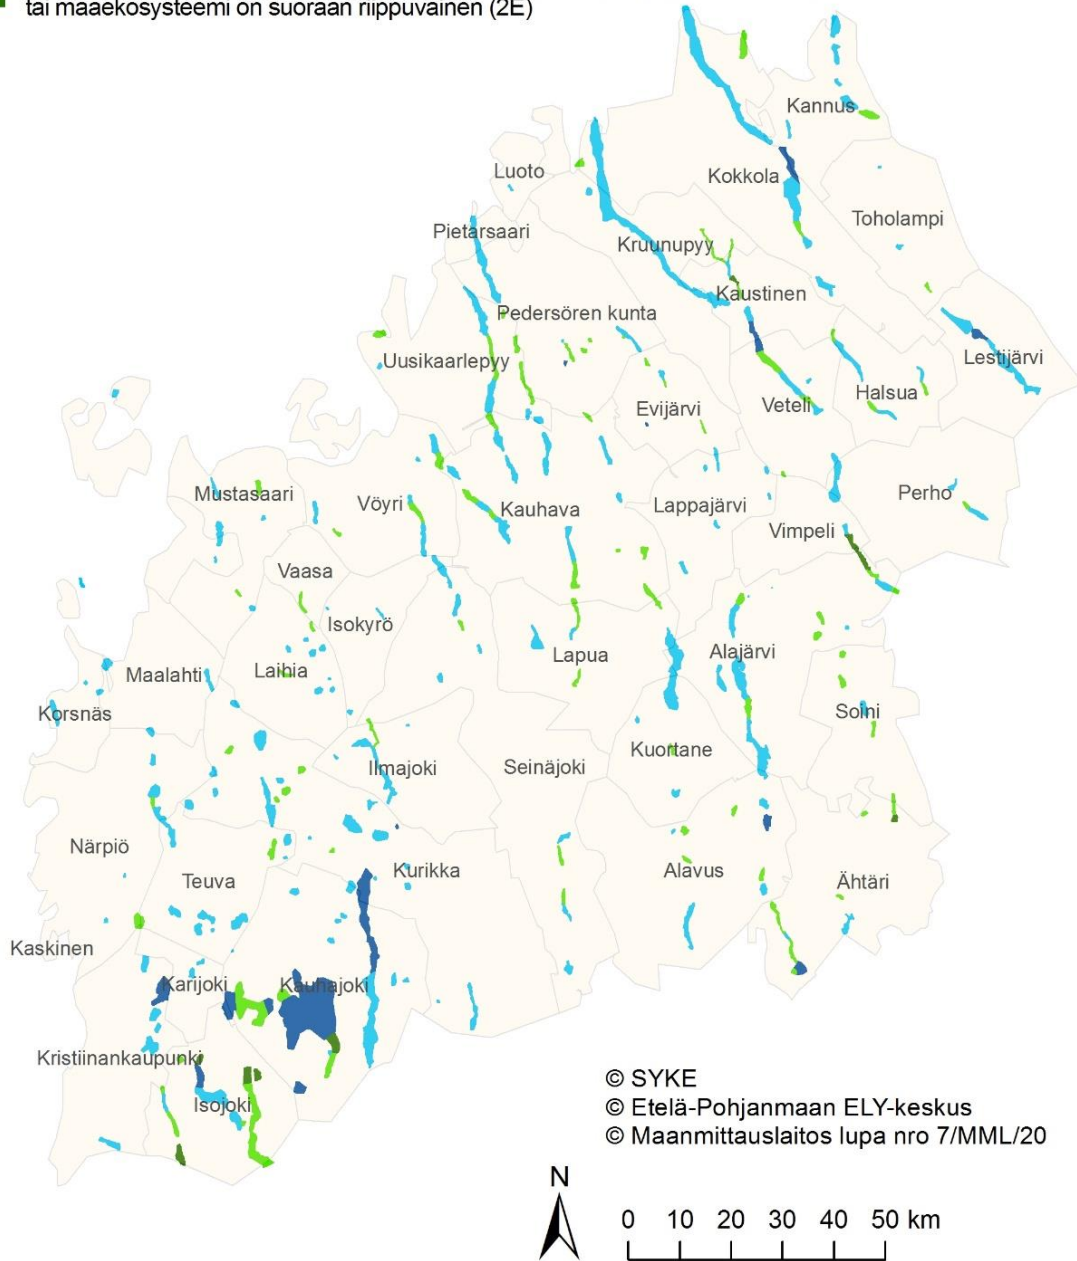 tai maaekosysteemi on suoraan riippuvainen (2E)
Kannus
Luoto
Kokkola
Toholampi
Pietarsaari
Kruunupyy
Kaustinen
Pedersören kunta
Uusikaarlepyy
Lestijärvi
Halsua
Evijärvi
Veteli
Mustasaari
Vöyri
Kauhava
Lappajärvi
Perho
Vimpeli
Vaasa
Isokyrö
Lapua
Alajärvi
Maalahti
Laihia
Korsnäs
Soini
Kuortane
Ilmajoki
Seinäjoki
Närpiö
Kurikka
Alavus
Teuva
Ähtäri
Kaskinen
Karijoki
Kauhajoki
Kristiinankaupunki
Isojoki
© SYKE
© Etelä-Pohjanmaan ELY-keskus
© Maanmittauslaitos lupa nro 7/MML/20
N
0 10 20 30 40 50 km